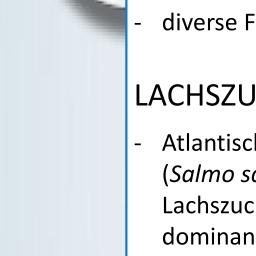 - diverse F
LACHSZU
- Atlantisch
(Salmo sa
Lachszuc
dominan